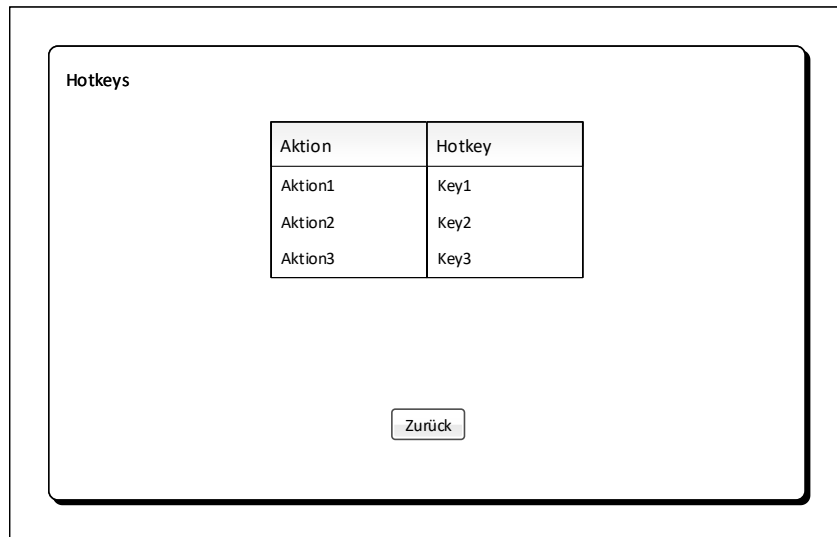 Hotkeys
Aktion Hotkey
Aktion1 Key1
Aktion2 Key2
Aktion3 Key3
Zurück